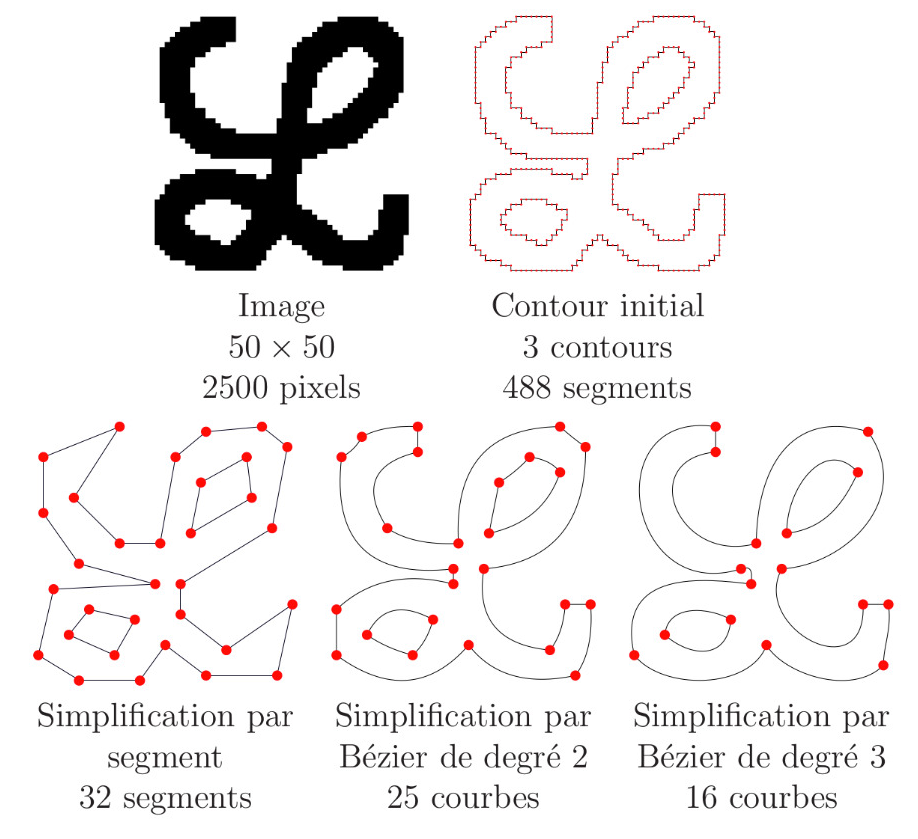 Image
50 × 50
2500 pixels
Contour initial
3 contours
488 segments
Simplification par
segment
32 segments
Simplification par
Bézier de degré 2
25 courbes
Simplification par
Bézier de degré 3
16 courbes